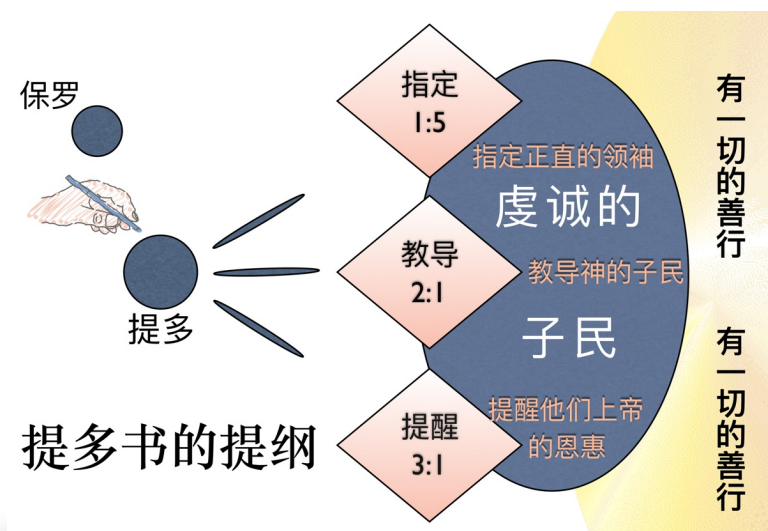 保罗
提多
提多书的提纲
指定
1:5
指定正直的领袖
虔诚的
教导
2:1
教导神的子民
子民
提醒
3:1
提醒他们上帝
的恩惠
有一切的善行
有一切的善行